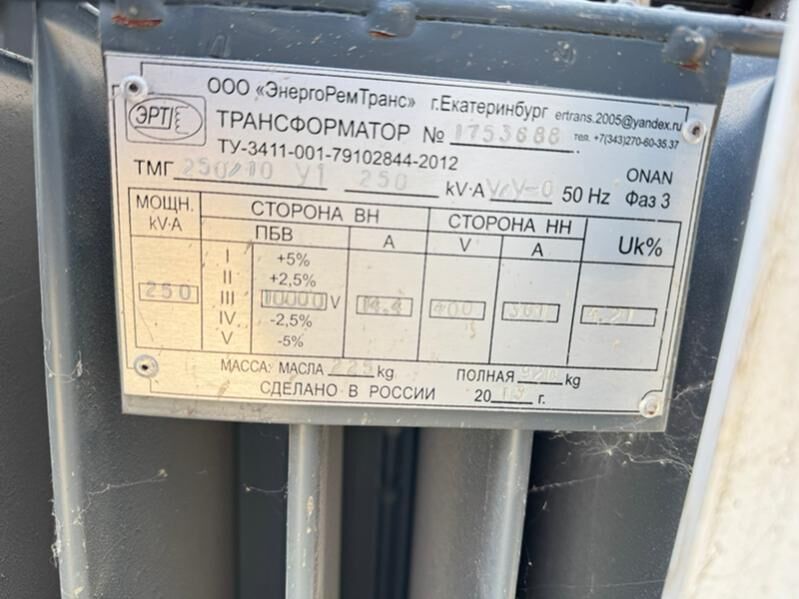 ООО «ЭнергоРемТранс» г.Екатеринбург ertrans.2005@yandex.ru
ЭРТ
ТРАНСФОРМАТОР № 1753688. тел. +7(343)270-60-35.37
ТУ-3411-001-79102844-2012
ONAN
ТМГ 250/10 У1 250 kV·A У/У-0 50 Hz Фаз 3
МОЩН. kV·A
СТОРОНА ВН
СТОРОНА НН
Uk%
ПБВ
A
V
A
I +5%
II +2,5%
250 III 10000 V 14.4 400 361 4.21
IV -2,5%
V -5%
МАССА: МАСЛА 225 kg ПОЛНАЯ kg
СДЕЛАНО В РОССИИ 20 г.